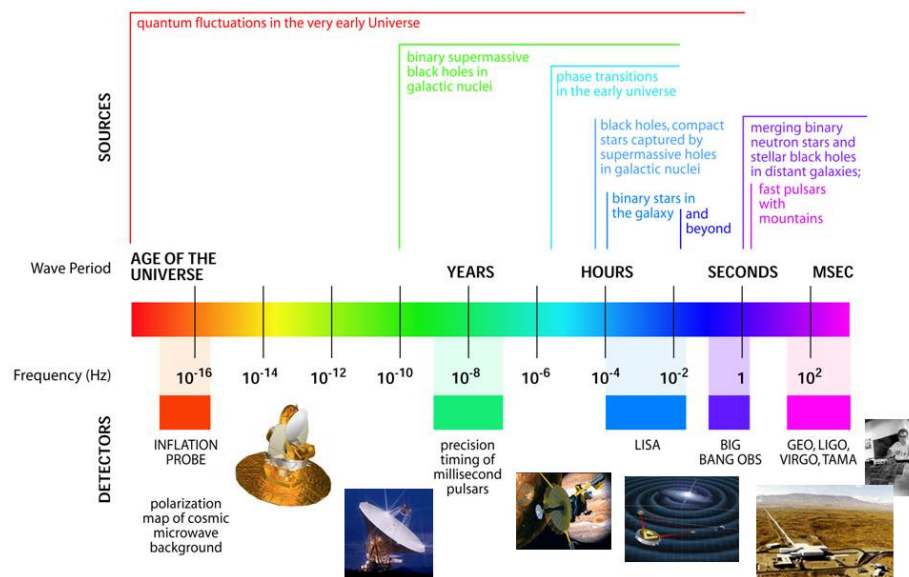 quantum fluctuations in the very early Universe
binary supermassive
black holes in
galactic nuclei
phase transitions
in the early universe
black holes, compact
stars captured by
supermassive holes
in galactic nuclei
binary stars in
the galaxy
and
beyond
merging binary
neutron stars and
stellar black holes
in distant galaxies;
fast pulsars
with
mountains
SOURCES
Wave Period
AGE OF THE
UNIVERSE
YEARS
HOURS
SECONDS
MSEC
Frequency (Hz)
10⁻¹⁶
10⁻¹⁴
10⁻¹²
10⁻¹⁰
10⁻⁸
10⁻⁶
10⁻⁴
10⁻²
1
10²
DETECTORS
INFLATION
PROBE
polarization
map of cosmic
microwave
background
precision
timing of
millisecond
pulsars
LISA
BIG
BANG OBS
GEO, LIGO,
VIRGO, TAMA